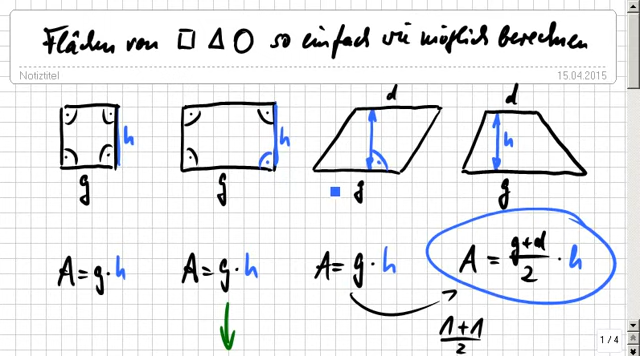 Flächen von □ △ ○ so einfach wie möglich berechnen
Notiztitel
15.04.2015
d
d
h
h
h
g
g
g
g
A = g · h
A = g · h
A = g · h
A = g+d/2 · h
1+1/2
1 / 4